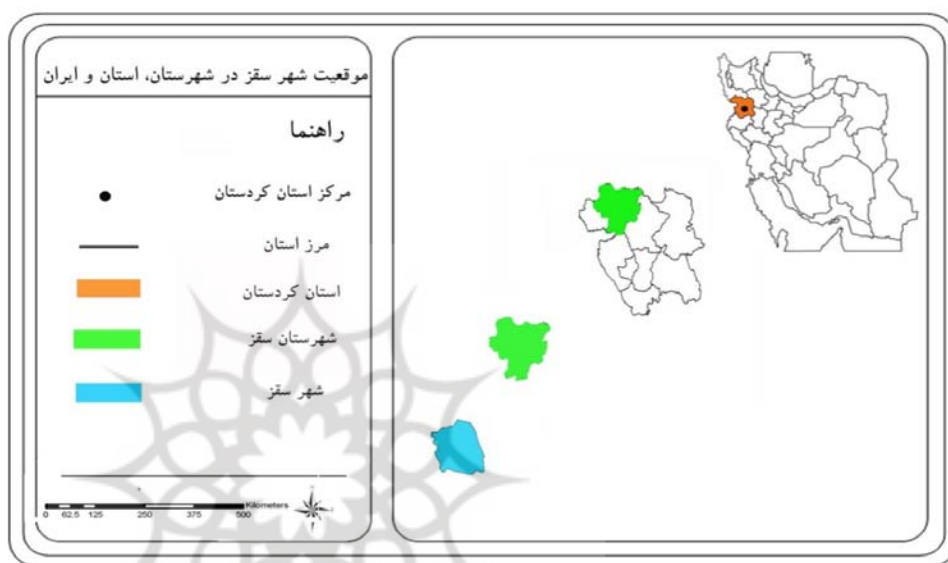 موقعیت شهر سقز در شهرستان، استان و ایران
راهنما
مرکز استان کردستان
مرز استان
استان کردستان
شهرستان سقز
شهر سقز
Kilometers
0 62.5 125 250 375 500